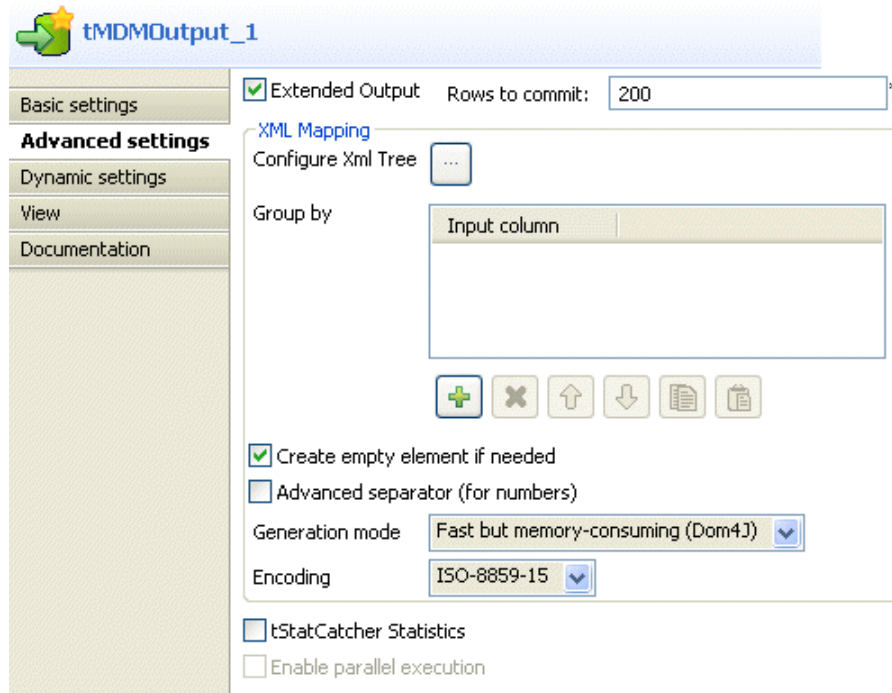 tMDMOutput_1
Basic settings
Advanced settings
Dynamic settings
View
Documentation
Extended Output Rows to commit: 200
XML Mapping
Configure Xml Tree ...
Group by Input column
Create empty element if needed
Advanced separator (for numbers)
Generation mode Fast but memory-consuming (Dom4J)
Encoding ISO-8859-15
tStatCatcher Statistics
Enable parallel execution